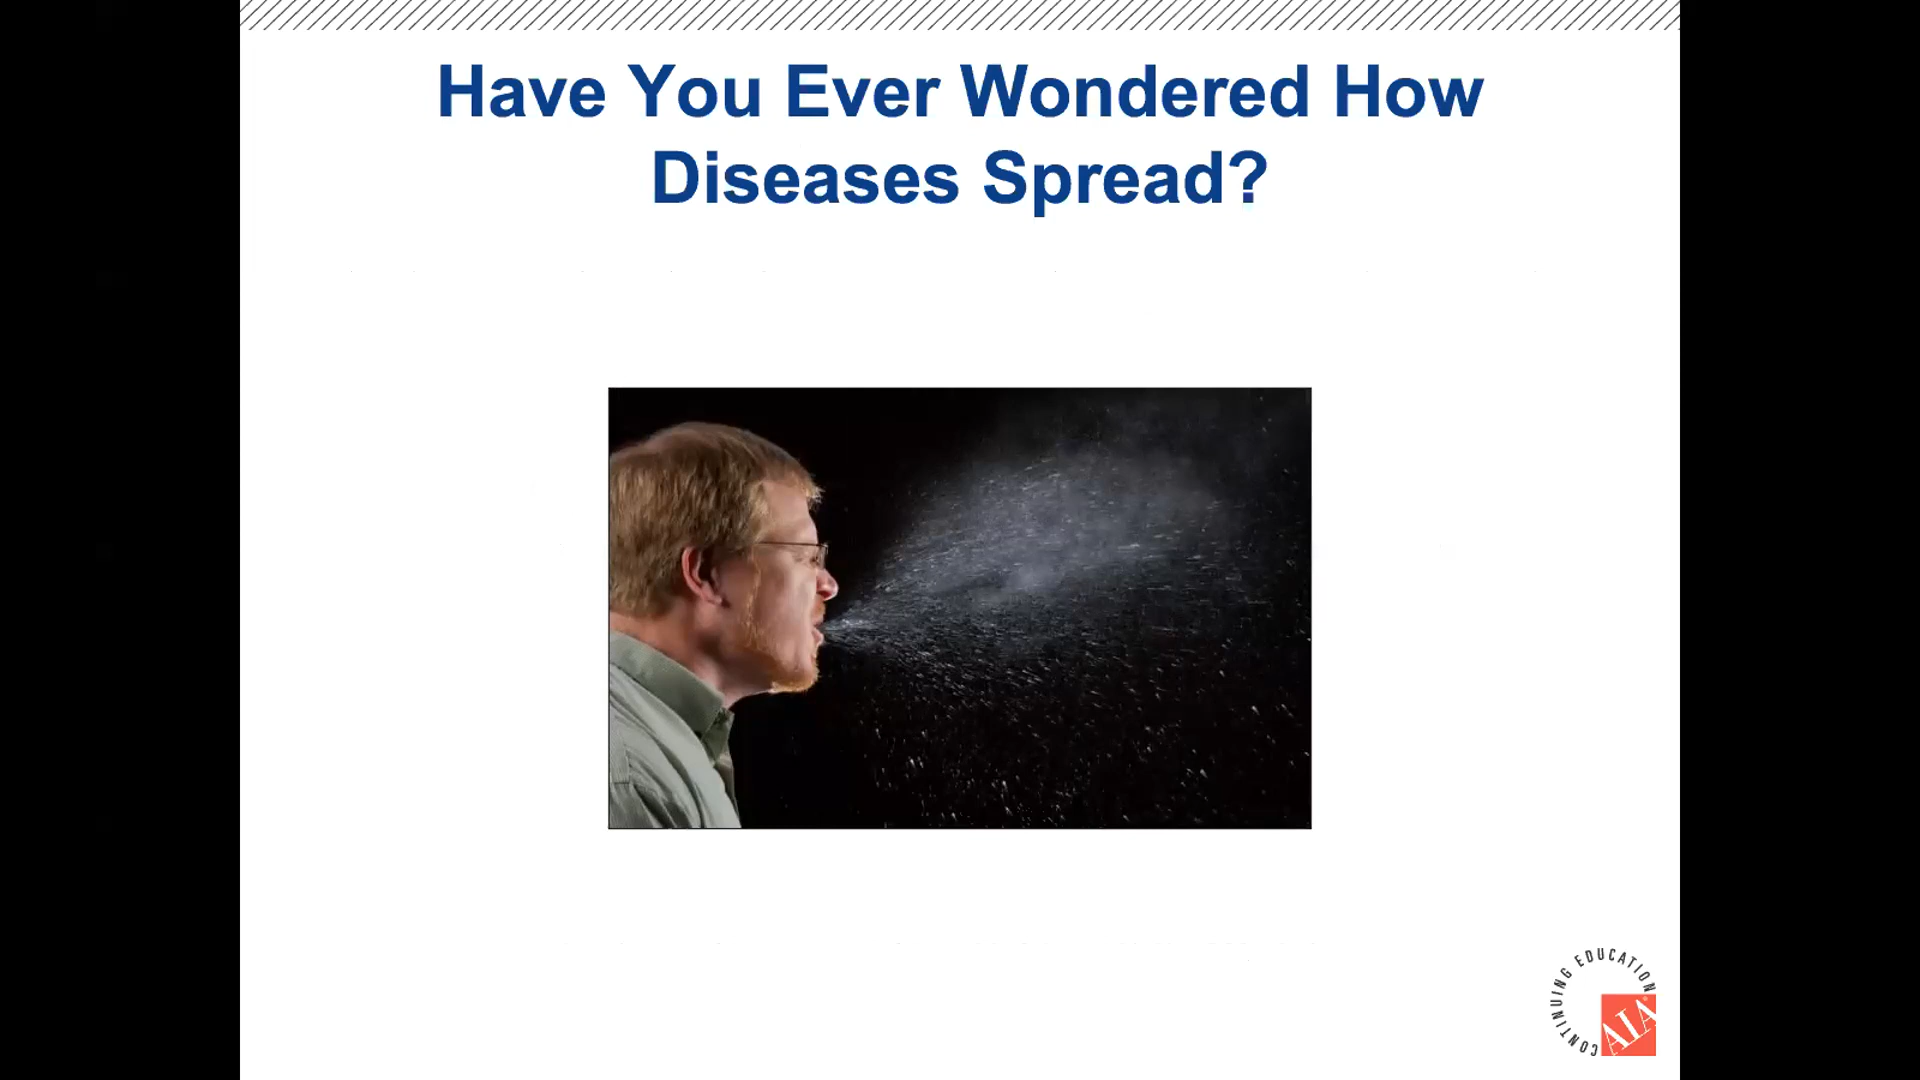 Have You Ever Wondered How
Diseases Spread?
CONTINUING EDUCATION
AIA